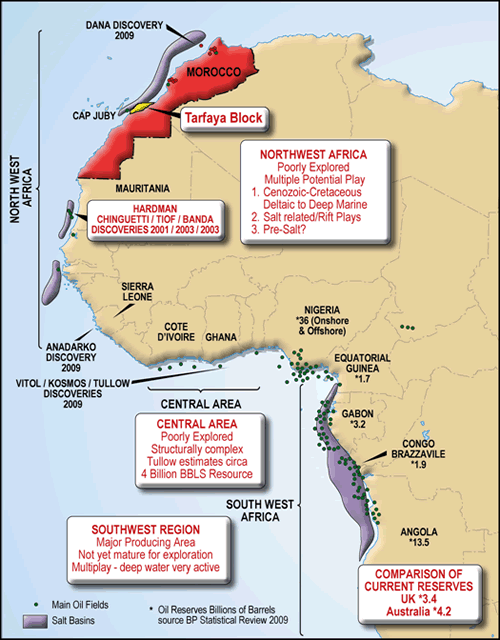 DANA DISCOVERY
2009
MOROCCO
CAP JUBY
Tarfaya Block
NORTH WEST
AFRICA
NORTHWEST AFRICA
Poorly Explored
Multiple Potential Play
1. Cenozoic-Cretaceous
Deltaic to Deep Marine
2. Salt related/Rift Plays
3. Pre-Salt?
MAURITANIA
HARDMAN
CHINGUETTI / TIOF / BANDA
DISCOVERIES 2001 / 2003 / 2003
SIERRA
LEONE
COTE
D'IVOIRE
GHANA
NIGERIA
*36 (Onshore
& Offshore)
ANADARKO
DISCOVERY
2009
VITOL / KOSMOS / TULLOW
DISCOVERIES
2009
EQUATORIAL
GUINEA
*1.7
CENTRAL AREA
GABON
*3.2
CENTRAL AREA
Poorly Explored
Structurally complex
Tullow estimates circa
4 Billion BBLS Resource
CONGO
BRAZZAVILE
*1.9
SOUTH WEST
AFRICA
SOUTHWEST REGION
Major Producing Area
Not yet mature for exploration
Multiplay - deep water very active
ANGOLA
*13.5
COMPARISON OF
CURRENT RESERVES
UK *3.4
Australia *4.2
Main Oil Fields
Salt Basins
* Oil Reserves Billions of Barrels
source BP Statistical Review 2009